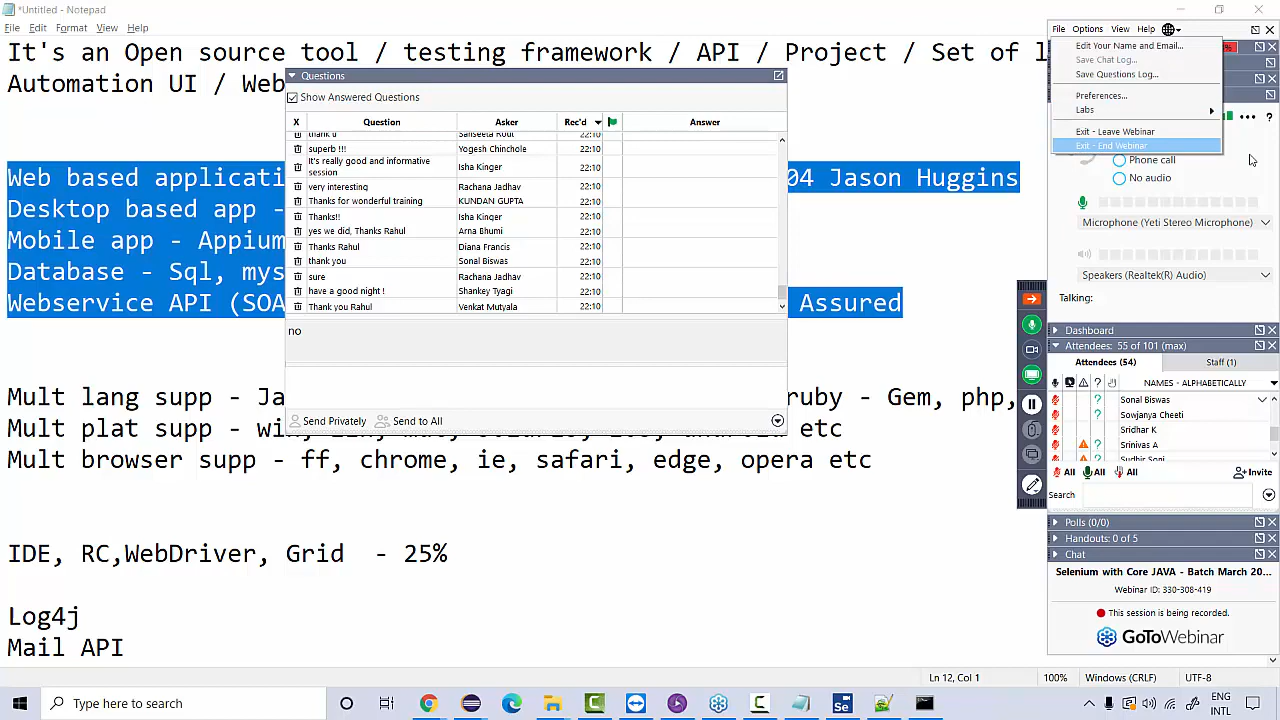 *Untitled - Notepad
File Edit Format View Help
It's an Open source tool / testing framework / API / Project / Set of l
Automation UI / Web
Web based applicati
04 Jason Huggins
Desktop based app -
Mobile app - Appium
Database - Sql, mys
Webservice API (SOA
Assured
Mult lang supp - Ja
ruby - Gem, php,
Mult plat supp - wi
etc
Mult browser supp - ff, chrome, ie, safari, edge, opera etc
IDE, RC,WebDriver, Grid - 25%
Log4j
Mail API
Questions
Show Answered Questions
X Question Asker Rec'd Answer
thank u Sangeeta Rout 22:10
superb !!! Yogesh Chinchole 22:10
It's really good and informative
session Isha Kinger 22:10
very interesting Rachana Jadhav 22:10
Thanks for wonderful training KUNDAN GUPTA 22:10
Thanks!! Isha Kinger 22:10
yes we did, Thanks Rahul Arna Bhumi 22:10
Thanks Rahul Diana Francis 22:10
thank you Sonal Biswas 22:10
sure Rachana Jadhav 22:10
have a good night ! Shankey Tyagi 22:10
Thank you Rahul Venkat Mutyala 22:10
no
Send Privately Send to All
File Options View Help
Edit Your Name and Email...
Save Chat Log...
Save Questions Log...
Preferences...
Labs
Exit - Leave Webinar
Exit - End Webinar
Phone call
No audio
Microphone (Yeti Stereo Microphone)
Speakers (Realtek(R) Audio)
Talking:
Dashboard
Attendees: 55 of 101 (max)
Attendees (54) Staff (1)
NAMES - ALPHABETICALLY
Sonal Biswas
Sowjanya Cheeti
Sridhar K
Srinivas A
Sudhir Soni
All All All Invite
Search
Polls (0/0)
Handouts: 0 of 5
Chat
Selenium with Core JAVA - Batch March 20...
Webinar ID: 330-308-419
This session is being recorded.
GoToWebinar
Ln 12, Col 1 100% Windows (CRLF) UTF-8
Type here to search
Se
ENG
INTL